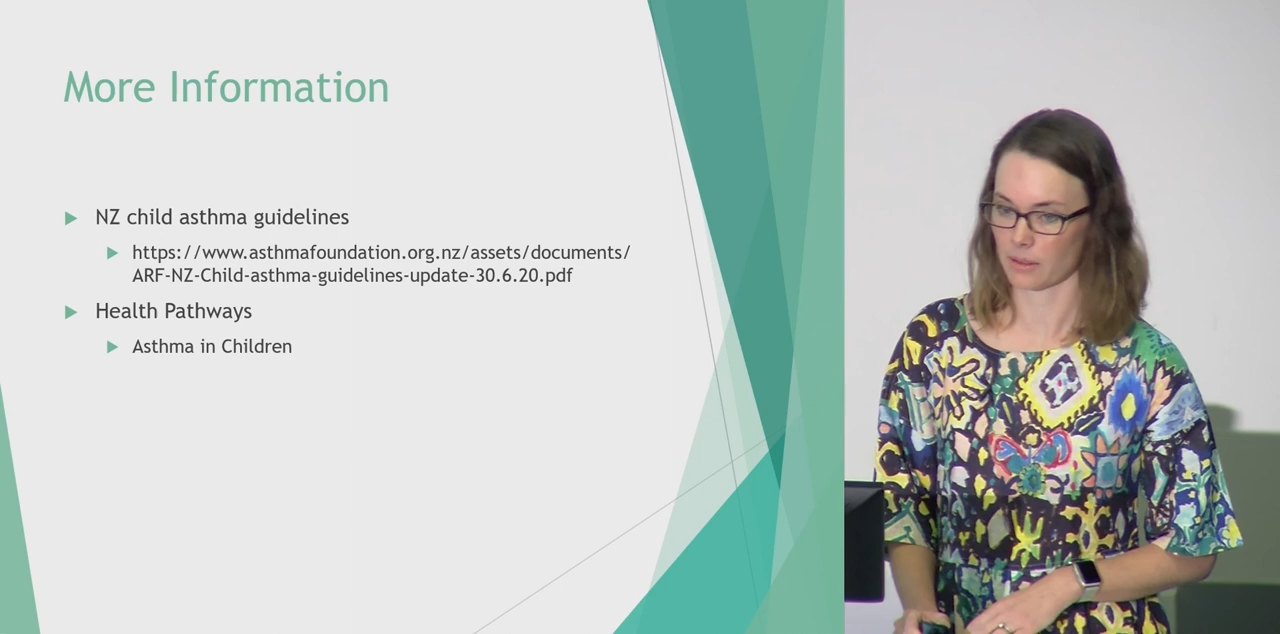 More Information
NZ child asthma guidelines
https://www.asthmafoundation.org.nz/assets/documents/
ARF-NZ-Child-asthma-guidelines-update-30.6.20.pdf
Health Pathways
Asthma in Children